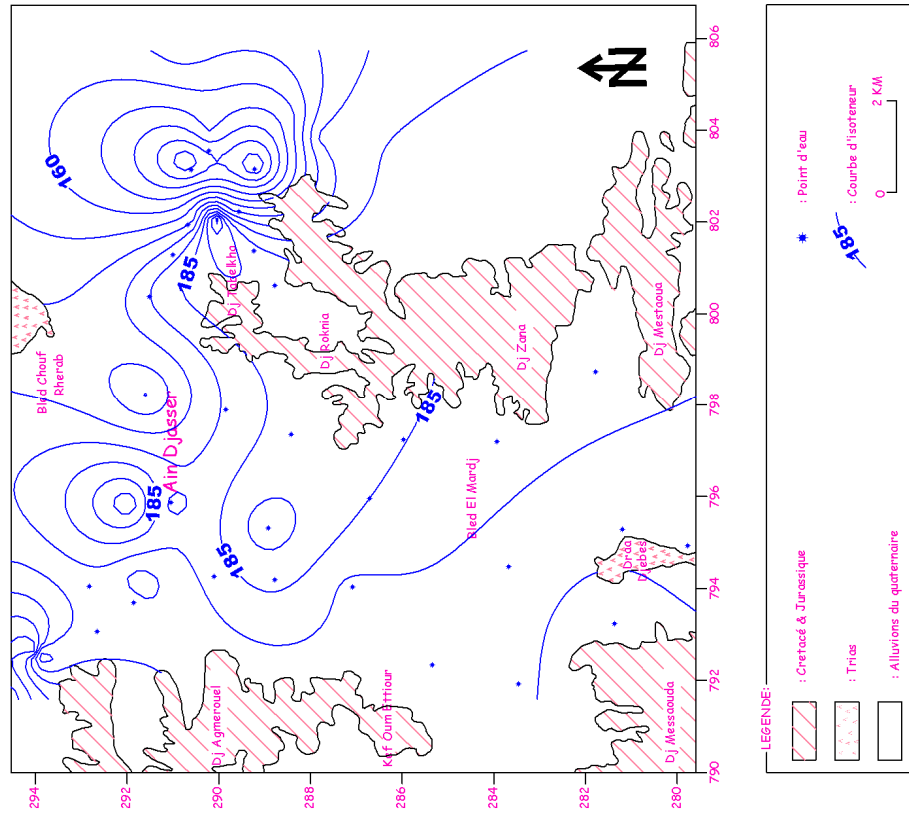 294
292
290
288
286
284
282
280
790
792
794
796
798
800
802
804
806
160
185
185
185
185
Bled Chouf
Rherab
Ain Djasser
Dj Tabelkha
Dj Roknia
Dj Zana
Dj Mestaoua
Bled El Mardj
Draa
Djebes
Dj Agmerouel
Kef Oum Ettiour
Dj Messaouda
N
LEGENDE:
: Cretacé & Jurassique
: Trias
: Alluvions du quaternaire
: Point d'eau
185
: Courbe d'isoteneur
0
2 KM